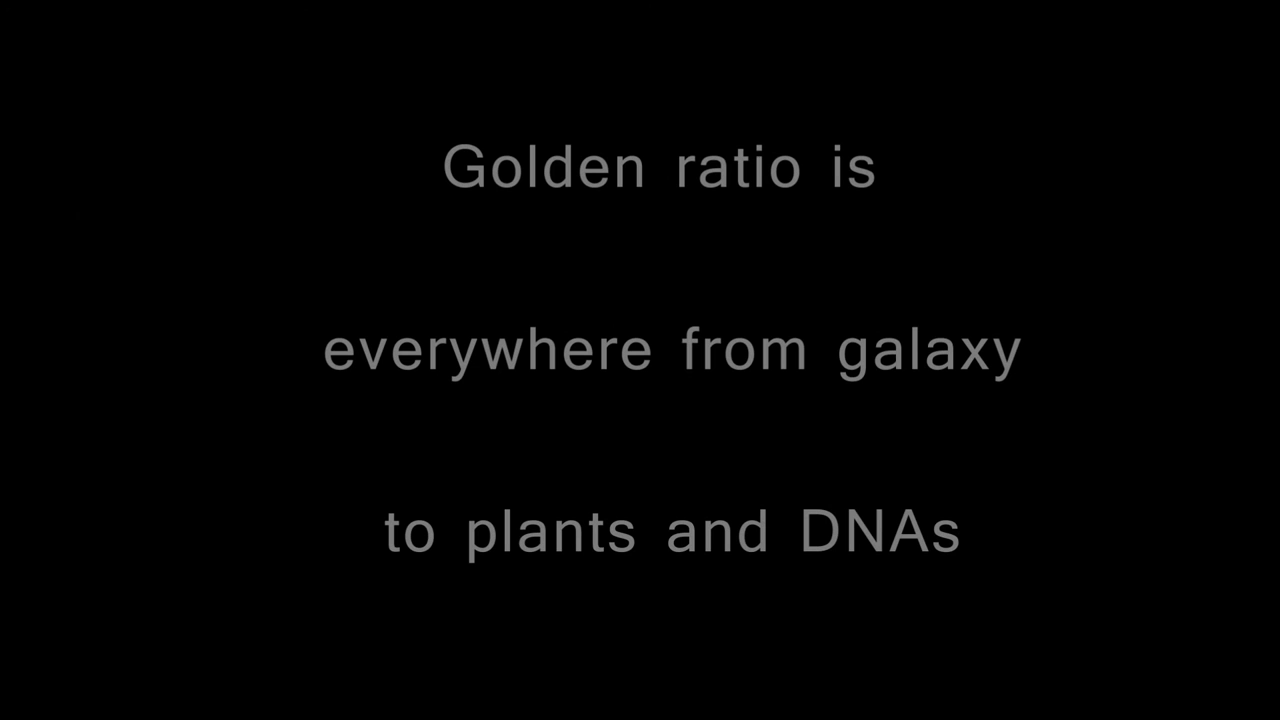 Golden ratio is
everywhere from galaxy
to plants and DNAs